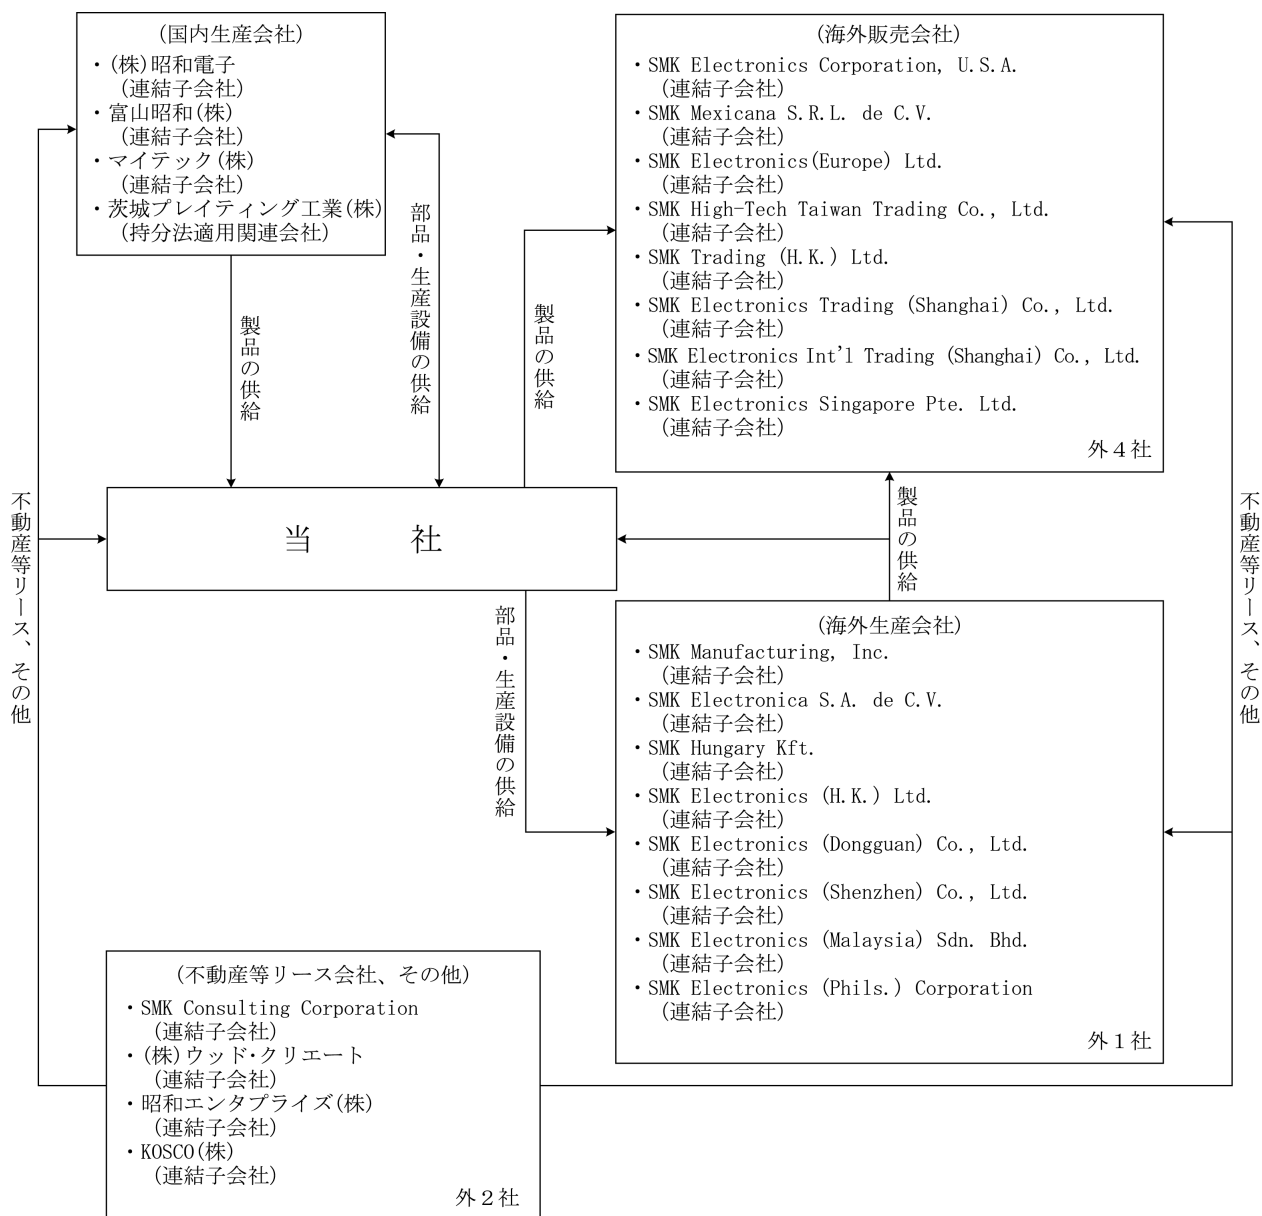 (国内生産会社)
・(株)昭和電子
(連結子会社)
・富山昭和(株)
(連結子会社)
・マイテック(株)
(連結子会社)
・茨城プレイティング工業(株)
(持分法適用関連会社)
(海外販売会社)
・SMK Electronics Corporation, U.S.A.
(連結子会社)
・SMK Mexicana S.R.L. de C.V.
(連結子会社)
・SMK Electronics(Europe) Ltd.
(連結子会社)
・SMK High-Tech Taiwan Trading Co., Ltd.
(連結子会社)
・SMK Trading (H.K.) Ltd.
(連結子会社)
・SMK Electronics Trading (Shanghai) Co., Ltd.
(連結子会社)
・SMK Electronics Int'l Trading (Shanghai) Co., Ltd.
(連結子会社)
・SMK Electronics Singapore Pte. Ltd.
(連結子会社)
外4社
製品の供給
部品・生産設備の供給
製品の供給
不動産等リース、その他
当 社
製品の供給
不動産等リース、その他
部品・生産設備の供給
(海外生産会社)
・SMK Manufacturing, Inc.
(連結子会社)
・SMK Electronica S.A. de C.V.
(連結子会社)
・SMK Hungary Kft.
(連結子会社)
・SMK Electronics (H.K.) Ltd.
(連結子会社)
・SMK Electronics (Dongguan) Co., Ltd.
(連結子会社)
・SMK Electronics (Shenzhen) Co., Ltd.
(連結子会社)
・SMK Electronics (Malaysia) Sdn. Bhd.
(連結子会社)
・SMK Electronics (Phils.) Corporation
(連結子会社)
外1社
(不動産等リース会社、その他)
・SMK Consulting Corporation
(連結子会社)
・(株)ウッド・クリエート
(連結子会社)
・昭和エンタプライズ(株)
(連結子会社)
・KOSCO(株)
(連結子会社)
外2社